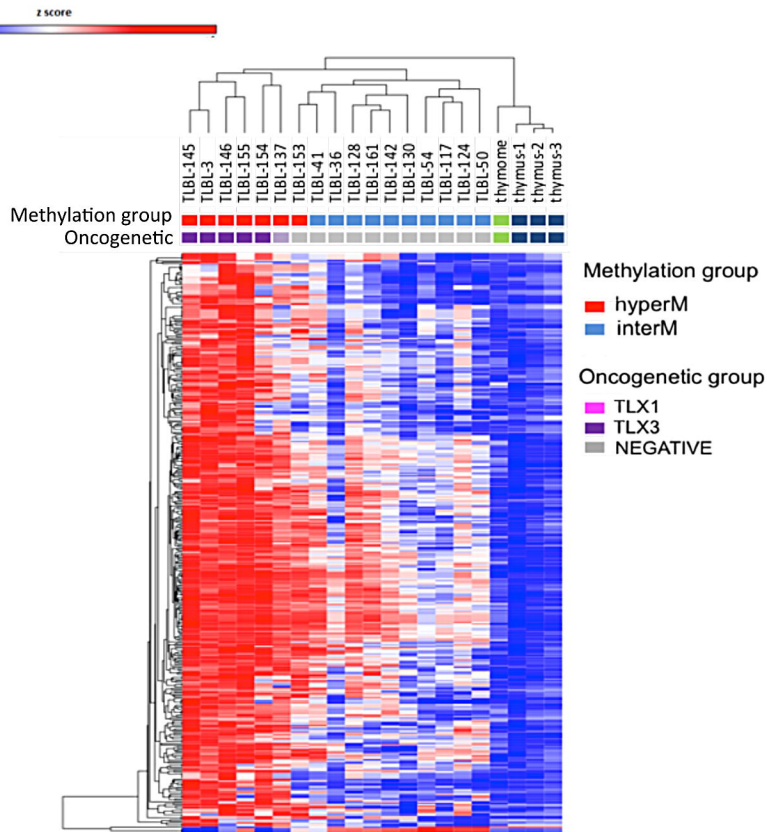 z score
TLBL-145
TLBL-3
TLBL-146
TLBL-155
TLBL-154
TLBL-137
TLBL-153
TLBL-41
TLBL-36
TLBL-128
TLBL-161
TLBL-142
TLBL-130
TLBL-54
TLBL-117
TLBL-124
TLBL-50
thymome
thymus-1
thymus-2
thymus-3
Methylation group
Oncogenetic
Methylation group
hyperM
interM
Oncogenetic group
TLX1
TLX3
NEGATIVE